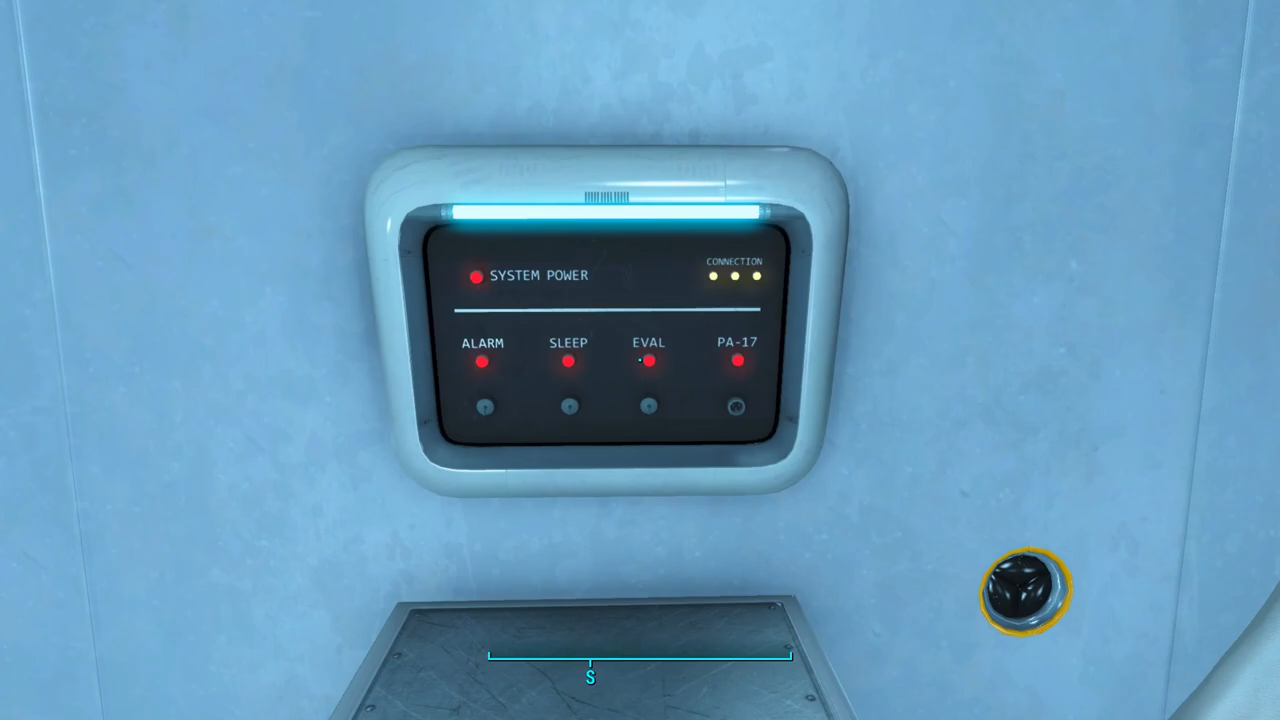 SYSTEM POWER
CONNECTION
ALARM SLEEP EVAL PA-17
S